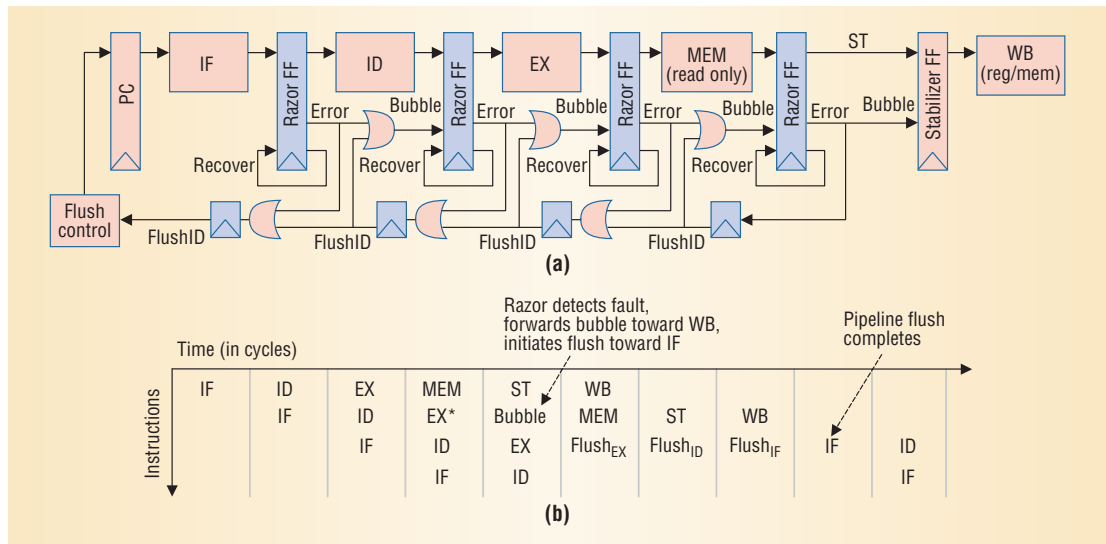 PC
IF
Razor FF
ID
Razor FF
EX
Razor FF
MEM
(read only)
Razor FF
ST
Stabilizer FF
WB
(reg/mem)
Error
Bubble
Error
Bubble
Error
Bubble
Error
Bubble
Recover
Recover
Recover
Recover
Flush
control
FlushID
FlushID
FlushID
FlushID
(a)
Razor detects fault,
forwards bubble toward WB,
initiates flush toward IF
Pipeline flush
completes
Time (in cycles)
Instructions
IF ID EX MEM ST WB
IF ID EX* Bubble MEM ST WB
IF ID EX FlushEX FlushID FlushIF IF ID
IF ID IF
(b)